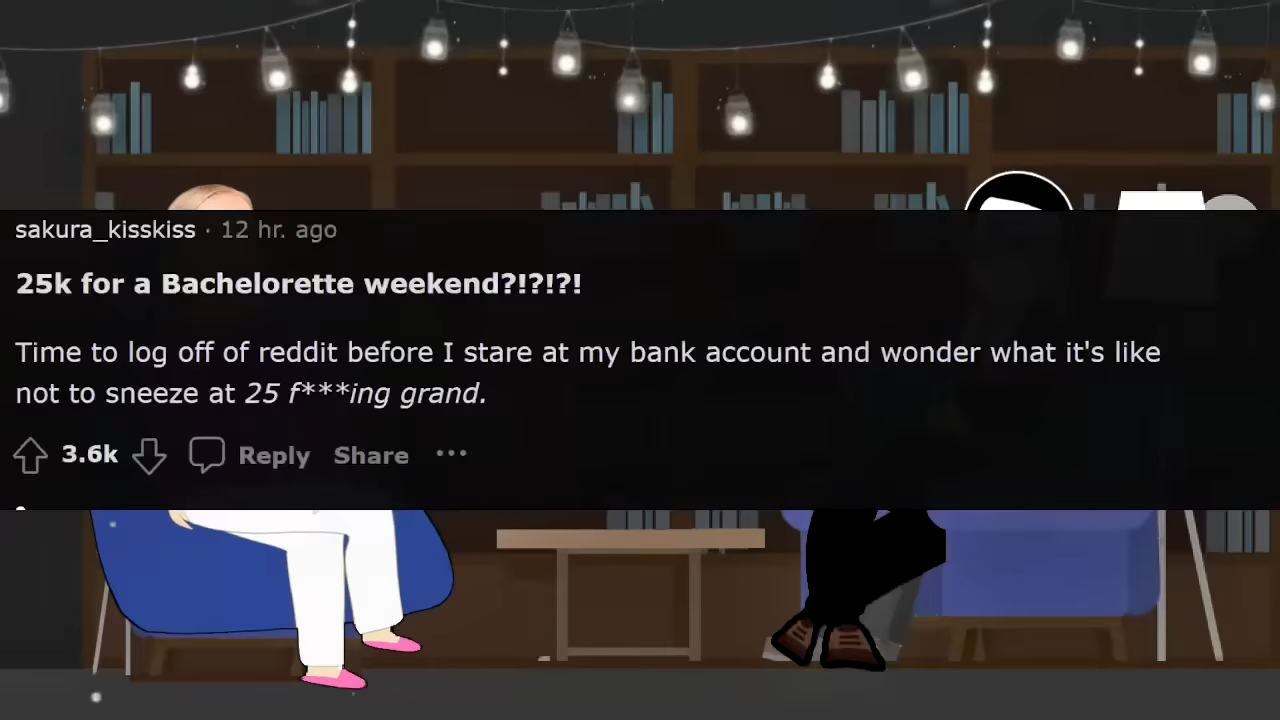 sakura_kisskiss · 12 hr. ago
25k for a Bachelorette weekend?!?!?!
Time to log off of reddit before I stare at my bank account and wonder what it's like
not to sneeze at 25 f***ing grand.
3.6k Reply Share ···